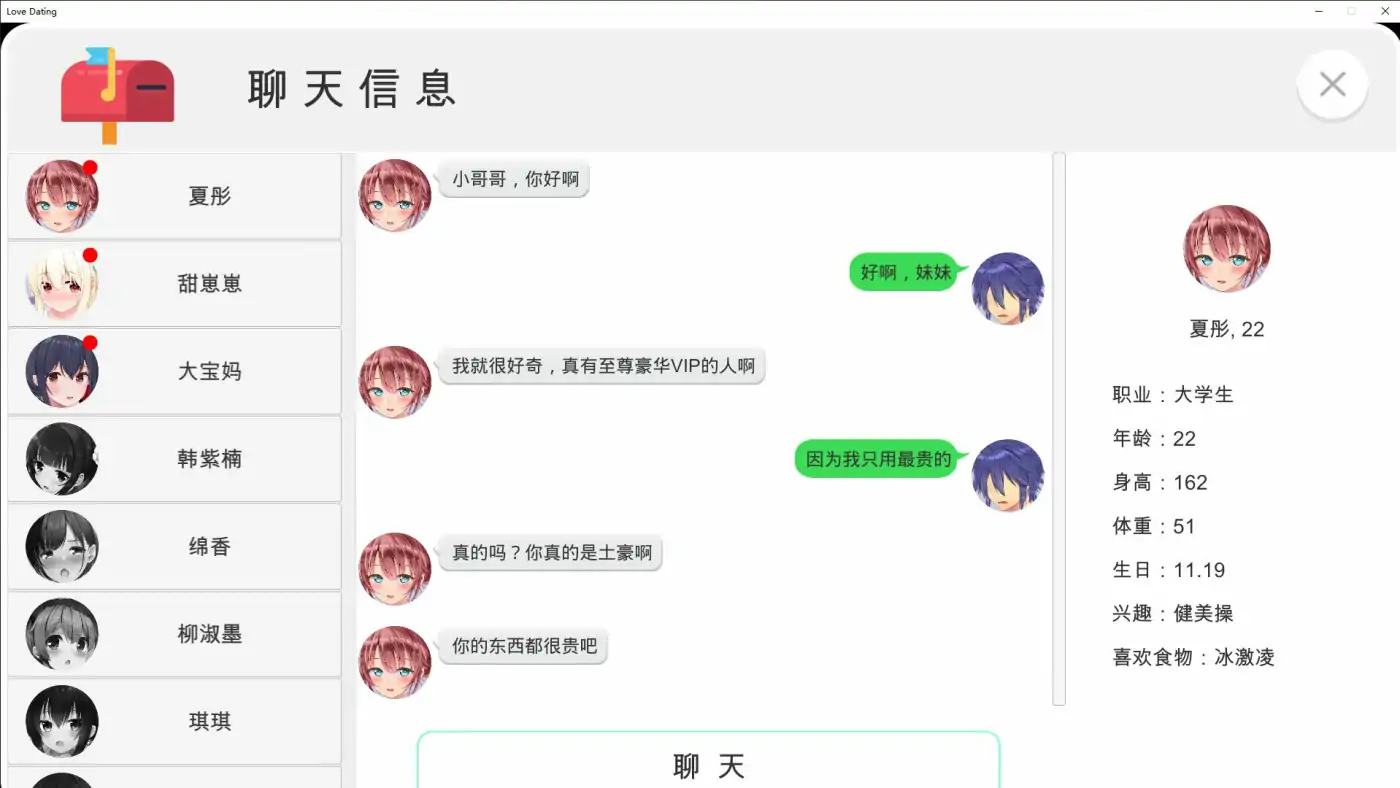 Love Dating
聊天信息
夏彤
甜崽崽
大宝妈
韩紫楠
绵香
柳淑墨
琪琪
小哥哥，你好啊
好啊，妹妹
我就很好奇，真有至尊豪华VIP的人啊
因为我只用最贵的
真的吗？你真的是土豪啊
你的东西都很贵吧
聊天
夏彤, 22
职业：大学生
年龄：22
身高：162
体重：51
生日：11.19
兴趣：健美操
喜欢食物：冰激凌